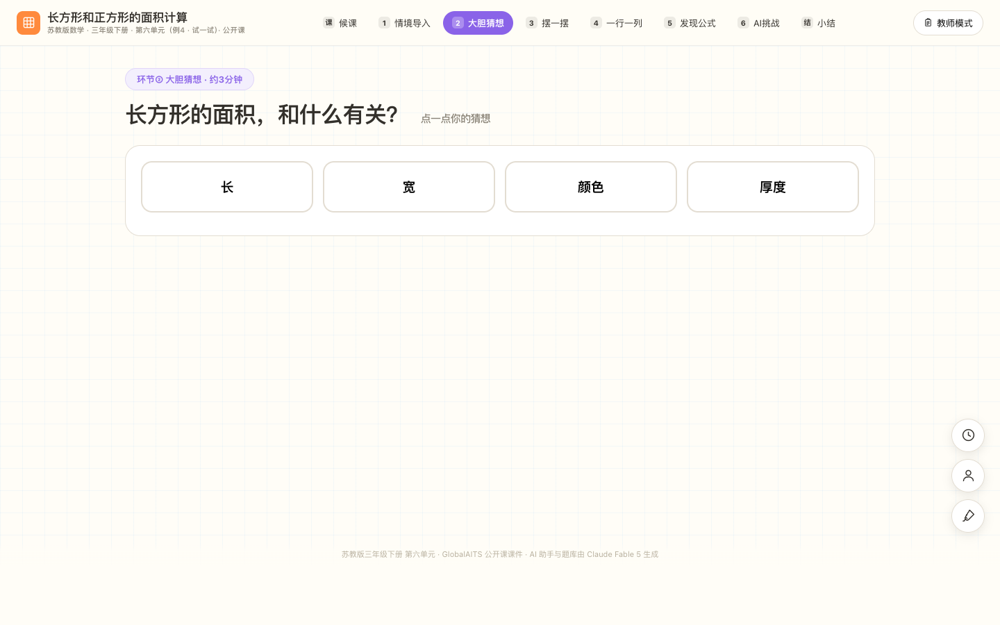 长方形和正方形的面积计算
苏教版数学 · 三年级下册 · 第六单元（例4 · 试一试）· 公开课
课 候课
1 情境导入
2 大胆猜想
3 摆一摆
4 一行一列
5 发现公式
6 AI挑战
结 小结
教师模式
环节② 大胆猜想 · 约3分钟
长方形的面积，和什么有关？
点一点你的猜想
长
宽
颜色
厚度
苏教版三年级下册 第六单元 · GlobalAITS 公开课课件 · AI 助手与题库由 Claude Fable 5 生成